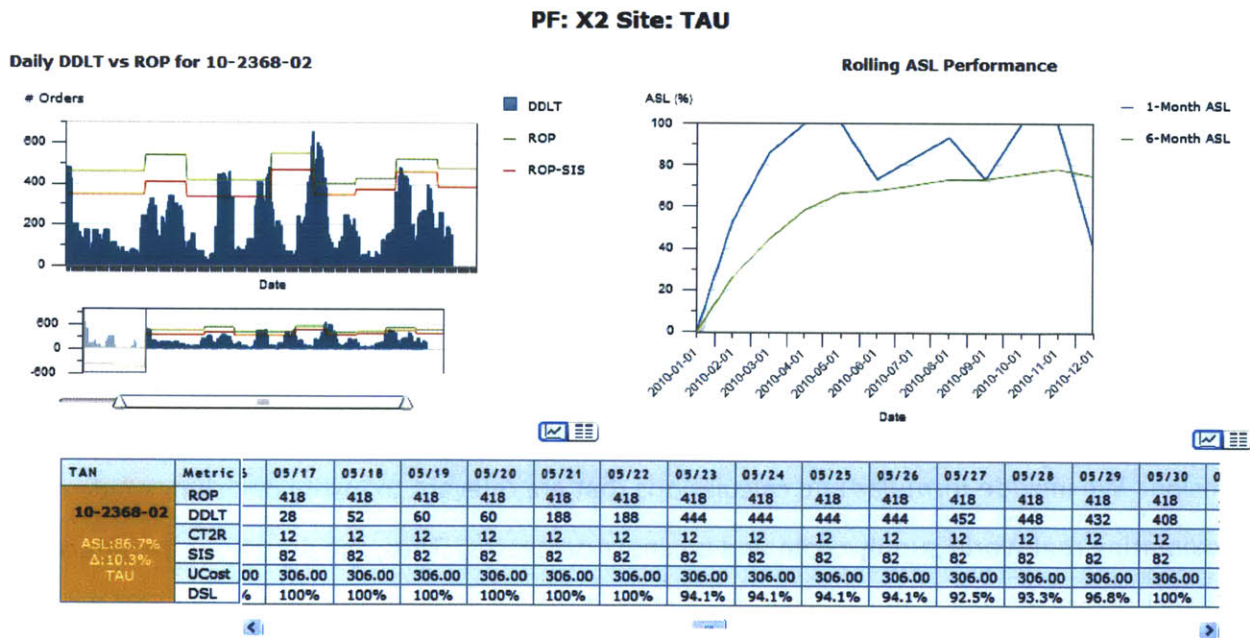 PF: X2 Site: TAU
Daily DDLT vs ROP for 10-2368-02
# Orders
600
400
200
0
Date
DDLT
ROP
ROP-SIS
600
0
-600
Rolling ASL Performance
ASL (%)
100
80
60
40
20
0
2010-01-01
2010-02-01
2010-03-01
2010-04-01
2010-05-01
2010-06-01
2010-07-01
2010-08-01
2010-09-01
2010-10-01
2010-11-01
2010-12-01
Date
1-Month ASL
6-Month ASL
TAN Metric 05/17 05/18 05/19 05/20 05/21 05/22 05/23 05/24 05/25 05/26 05/27 05/28 05/29 05/30 0
10-2368-02
ASL:86.7%
Δ:10.3%
TAU
ROP 418 418 418 418 418 418 418 418 418 418 418 418 418 418
DDLT 28 52 60 60 188 188 444 444 444 444 452 448 432 408
CT2R 12 12 12 12 12 12 12 12 12 12 12 12 12 12
SIS 82 82 82 82 82 82 82 82 82 82 82 82 82 82
UCost 00 306.00 306.00 306.00 306.00 306.00 306.00 306.00 306.00 306.00 306.00 306.00 306.00 306.00 306.00
DSL % 100% 100% 100% 100% 100% 100% 94.1% 94.1% 94.1% 94.1% 92.5% 93.3% 96.8% 100%